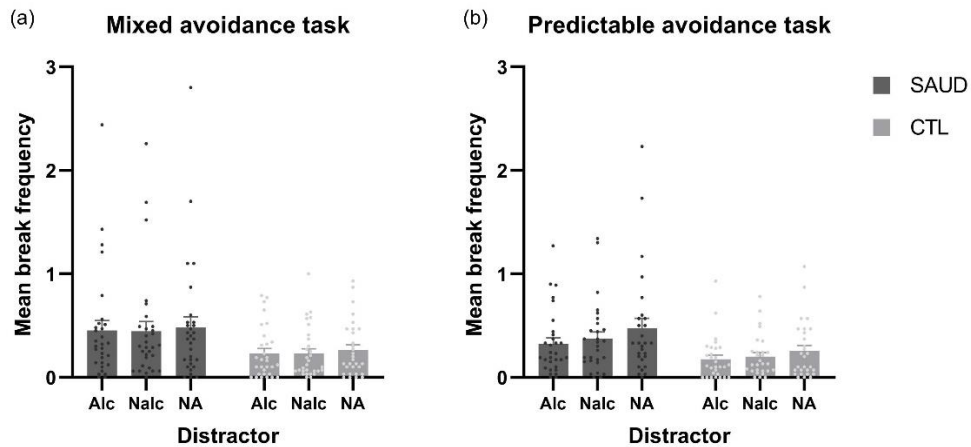 (a)
Mixed avoidance task
Mean break frequency
3
2
1
0
Alc Nalc NA Alc Nalc NA
Distractor
(b)
Predictable avoidance task
Mean break frequency
3
2
1
0
Alc Nalc NA Alc Nalc NA
Distractor
SAUD
CTL